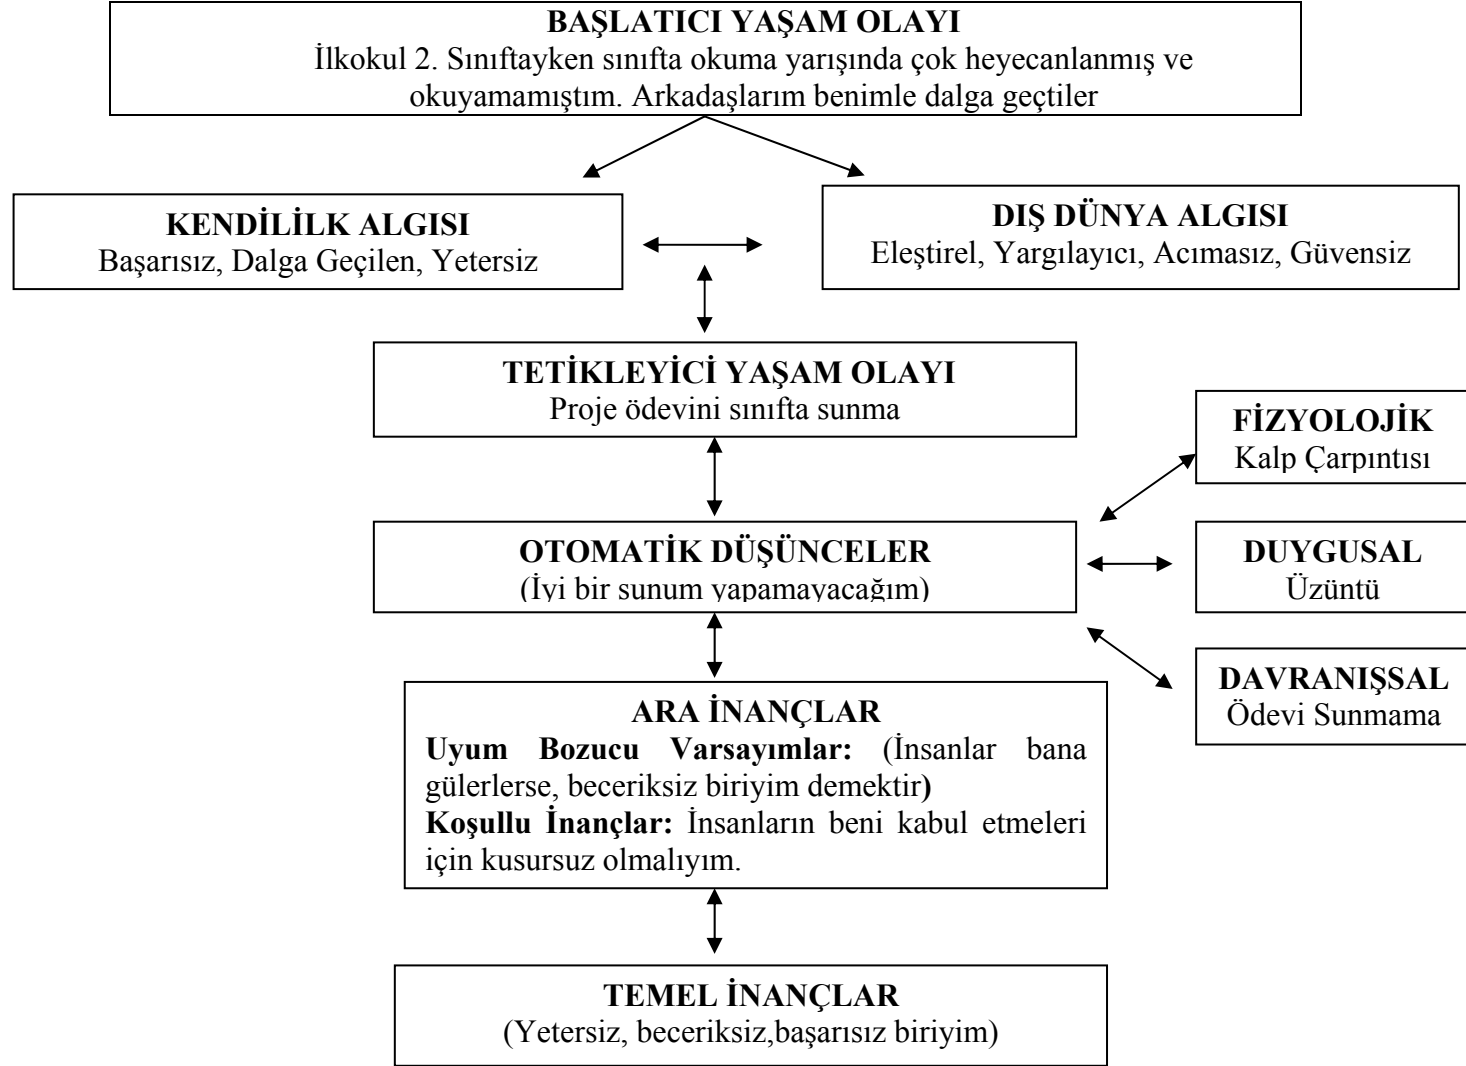 BAŞLATICI YAŞAM OLAYI
İlkokul 2. Sınıftayken sınıfta okuma yarışında çok heyecanlanmış ve
okuyamamıştım. Arkadaşlarım benimle dalga geçtiler
KENDİLİLK ALGISI
Başarısız, Dalga Geçilen, Yetersiz
DIŞ DÜNYA ALGISI
Eleştirel, Yargılayıcı, Acımasız, Güvensiz
TETİKLEYİCİ YAŞAM OLAYI
Proje ödevini sınıfta sunma
FİZYOLOJİK
Kalp Çarpıntısı
OTOMATİK DÜŞÜNCELER
(İyi bir sunum yapamayacağım)
DUYGUSAL
Üzüntü
DAVRANIŞSAL
Ödevi Sunmama
ARA İNANÇLAR
Uyum Bozucu Varsayımlar: (İnsanlar bana
gülerlerse, beceriksiz biriyim demektir)
Koşullu İnançlar: İnsanların beni kabul etmeleri
için kusursuz olmalıyım.
TEMEL İNANÇLAR
(Yetersiz, beceriksiz,başarısız biriyim)